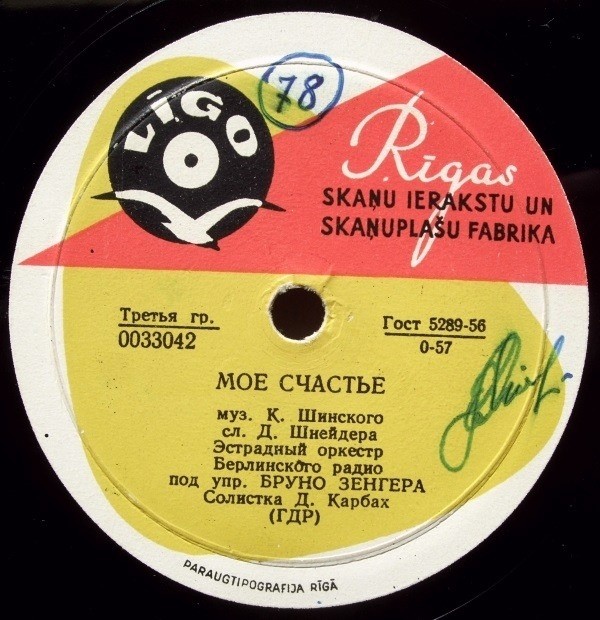 LĪGO
78
Rīgas
SKAŅU IERAKSTU UN
SKAŅUPLAŠU FABRIKA
Третья гр.
0033042
Гост 5289-56
0-57
МОЕ СЧАСТЬЕ
муз. К. Шинского
сл. Д. Шнейдера
Эстрадный оркестр
Берлинского радио
под упр. БРУНО ЗЕНГЕРА
Солистка Д. Карбах
(ГДР)
PARAUGTIPOGRAFIJA RĪGĀ